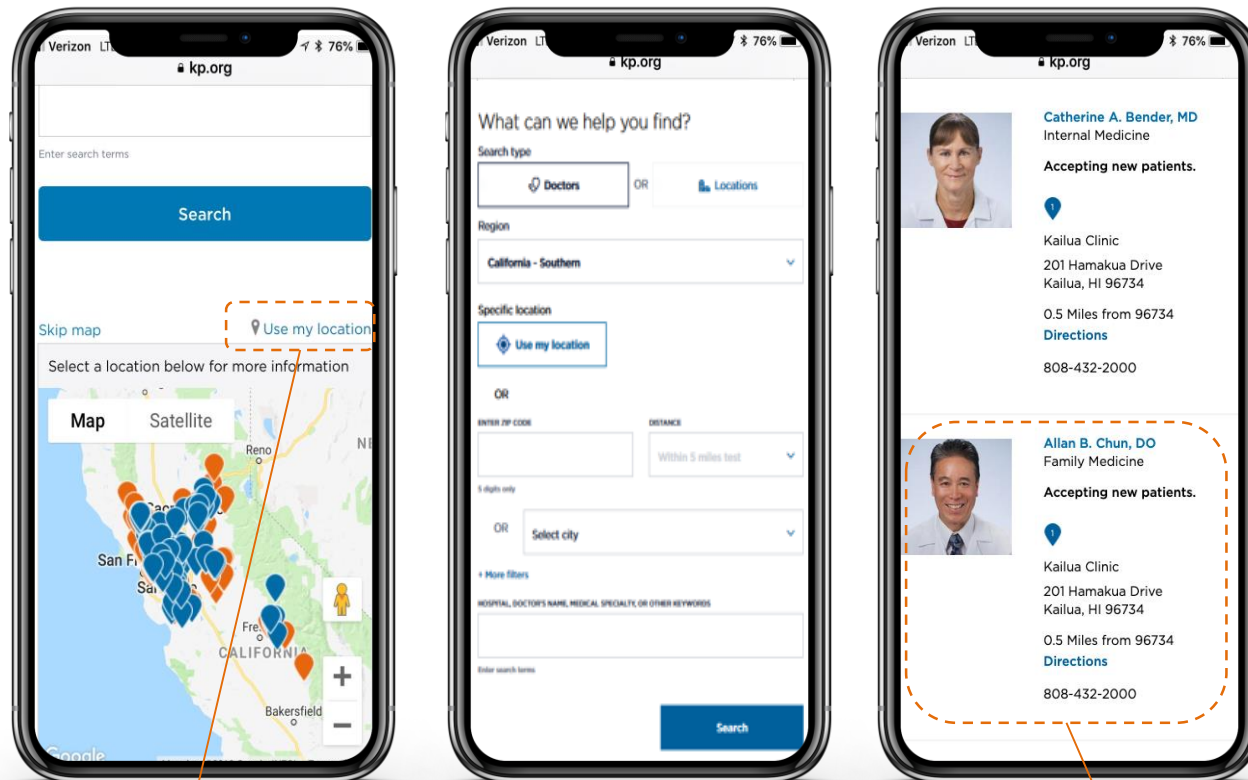 Verizon
76%
kp.org
Enter search terms
Search
Skip map
Use my location
Select a location below for more information
Map
Satellite
Reno
San
CALIFORNIA
Bakersfield
Google
Verizon
76%
kp.org
What can we help you find?
Search type
Doctors
OR
Locations
Region
California - Southern
Specific location
Use my location
OR
ENTER ZIP CODE
DISTANCE
Within 5 miles test
5 digits only
OR
Select city
+ More filters
HOSPITAL, DOCTOR'S NAME, MEDICAL SPECIALTY, OR OTHER KEYWORDS
Enter search terms
Search
Verizon
76%
kp.org
Catherine A. Bender, MD
Internal Medicine
Accepting new patients.
1
Kailua Clinic
201 Hamakua Drive
Kailua, HI 96734
0.5 Miles from 96734
Directions
808-432-2000
Allan B. Chun, DO
Family Medicine
Accepting new patients.
1
Kailua Clinic
201 Hamakua Drive
Kailua, HI 96734
0.5 Miles from 96734
Directions
808-432-2000